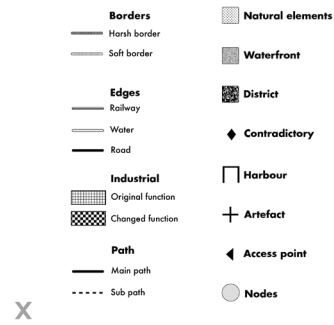 Borders
Harsh border
Soft border
Edges
Railway
Water
Road
Industrial
Original function
Changed function
Path
Main path
Sub path
Natural elements
Waterfront
District
Contradictory
Harbour
Artefact
Access point
Nodes
X